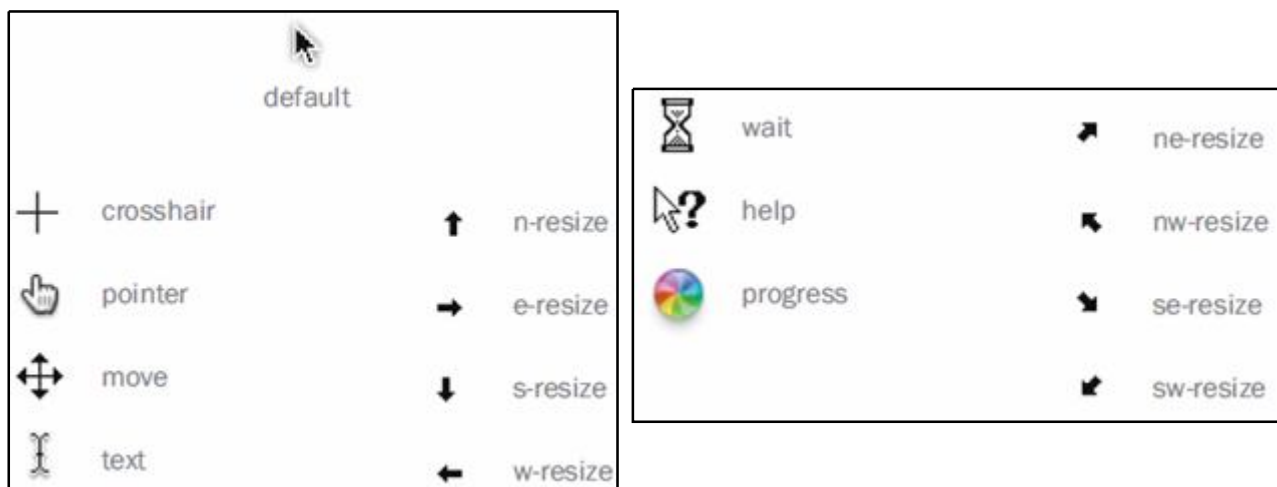 default
crosshair
n-resize
pointer
e-resize
move
s-resize
text
w-resize
wait
ne-resize
help
nw-resize
progress
se-resize
sw-resize